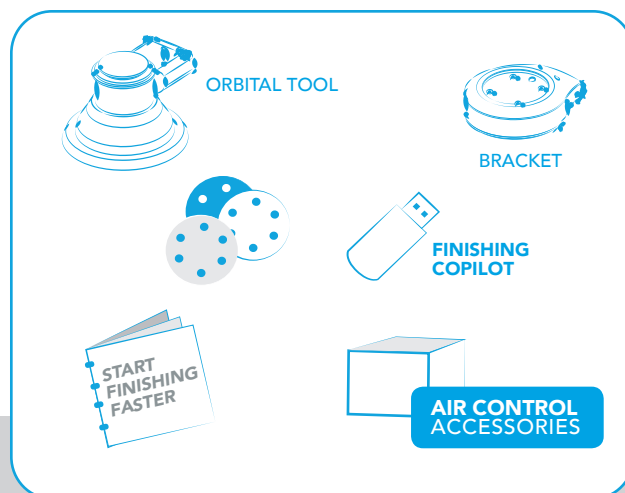 ORBITAL TOOL
BRACKET
FINISHING
COPILOT
START
FINISHING
FASTER
AIR CONTROL
ACCESSORIES